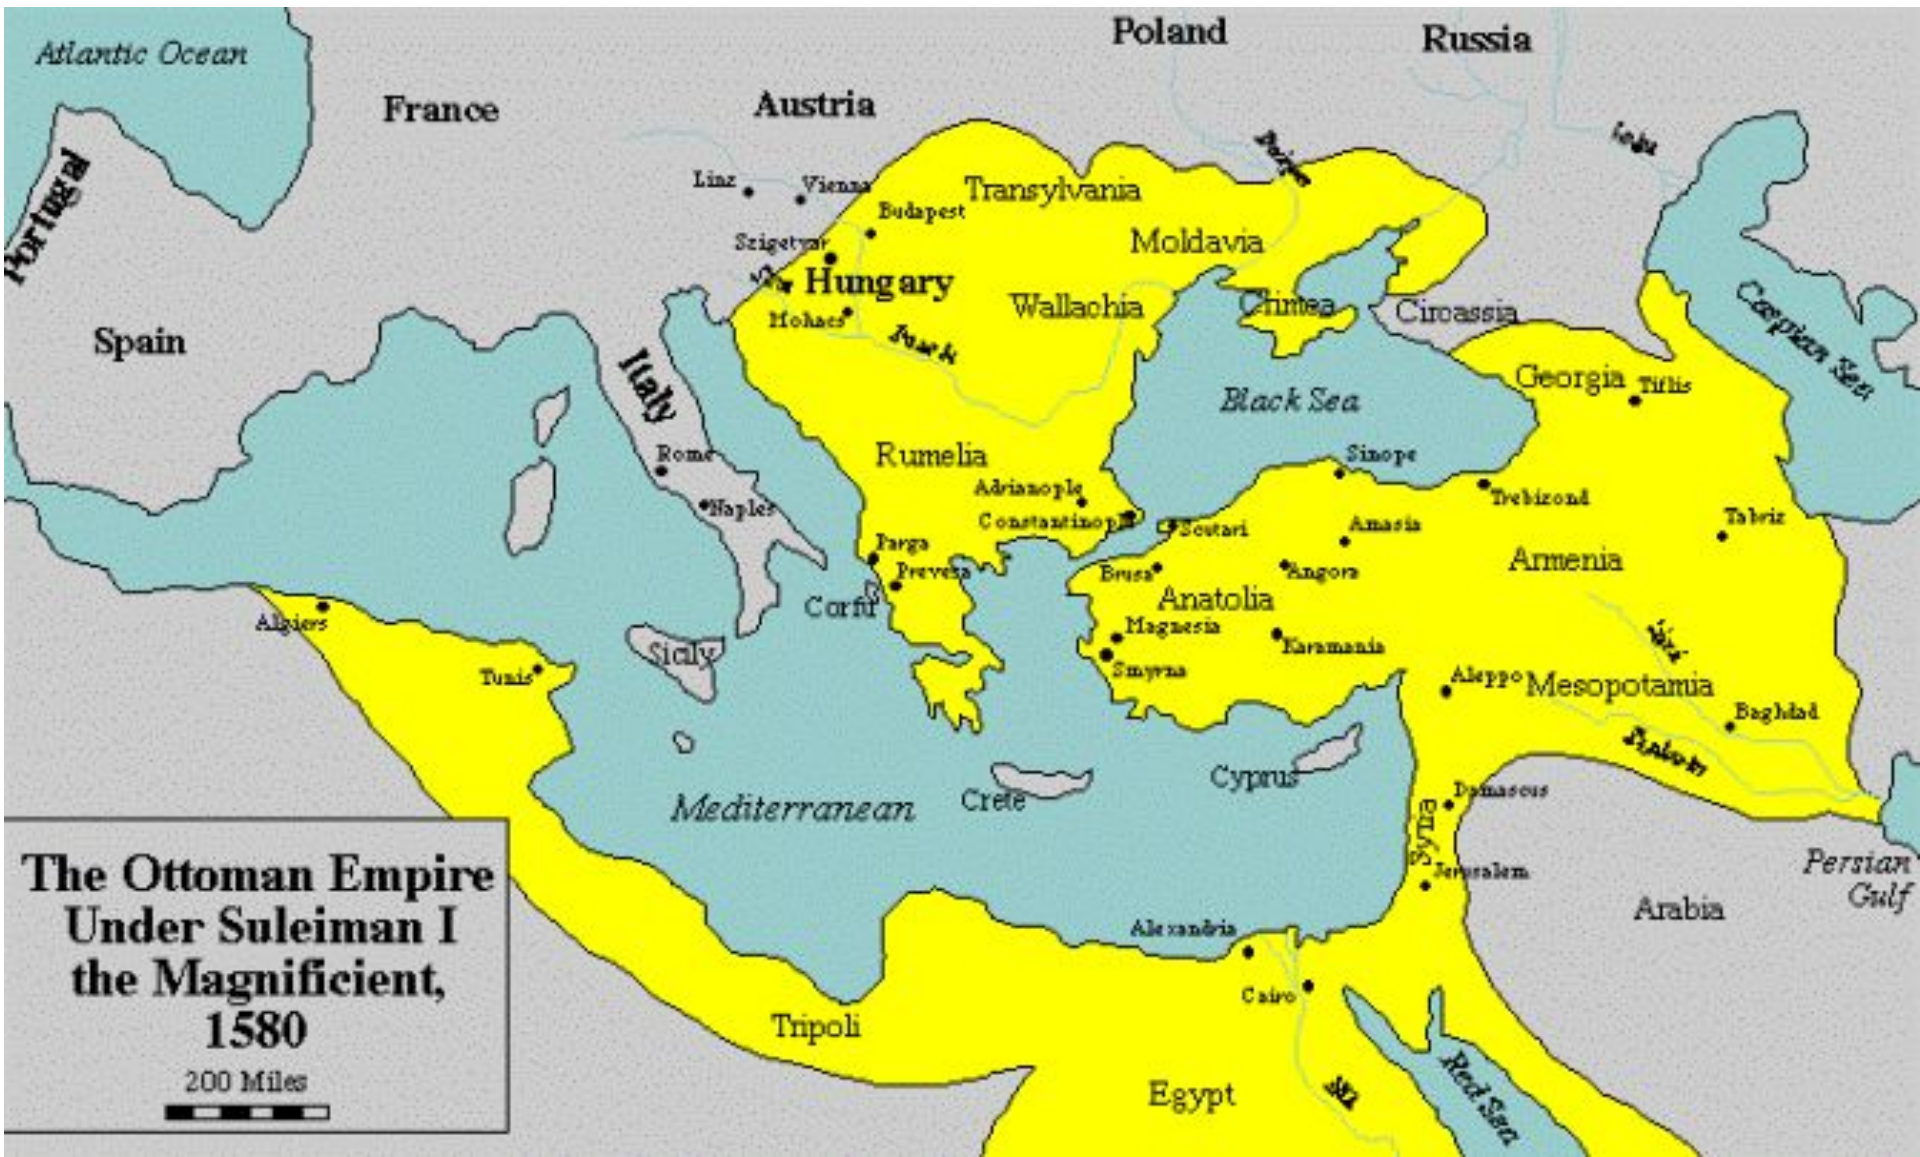 Poland
Russia
Atlantic Ocean
France
Austria
Portugal
Linz
Vienna
Transylvania
Budapest
Szigetvar
Moldavia
Hungary
Wallachia
Crimea
Circassia
Mohacs
Caspian Sea
Spain
Italy
Georgia
Tiflis
Black Sea
Rome
Rumelia
Sinope
Naples
Adrianople
Trebizond
Constantinople
Scutari
Amasia
Tabriz
Parga
Prevesa
Brusa
Angora
Armenia
Anatolia
Corfu
Algiers
Magnesia
Karamania
Sicily
Smyrna
Tunis
Aleppo
Mesopotamia
Baghdad
Cyprus
Crete
Mediterranean
Damascus
Syria
Jerusalem
Persian
Gulf
Arabia
The Ottoman Empire
Under Suleiman I
the Magnificient,
1580
200 Miles
Alexandria
Cairo
Tripoli
Egypt
Red Sea